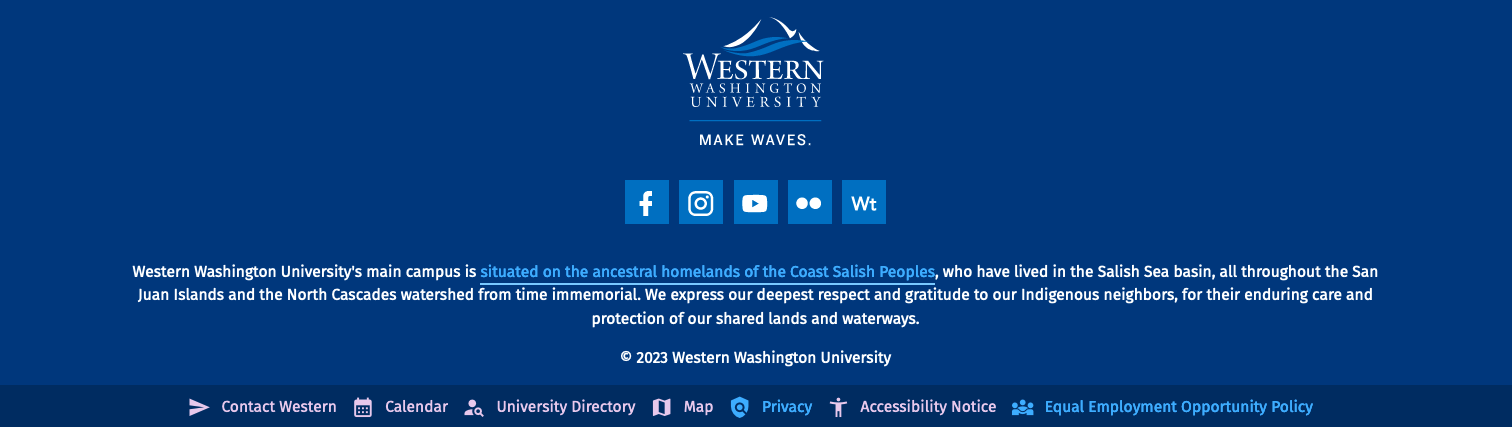 WESTERN
WASHINGTON
UNIVERSITY
MAKE WAVES.
Wt
Western Washington University's main campus is situated on the ancestral homelands of the Coast Salish Peoples, who have lived in the Salish Sea basin, all throughout the San
Juan Islands and the North Cascades watershed from time immemorial. We express our deepest respect and gratitude to our Indigenous neighbors, for their enduring care and
protection of our shared lands and waterways.
© 2023 Western Washington University
Contact Western Calendar University Directory Map Privacy Accessibility Notice Equal Employment Opportunity Policy